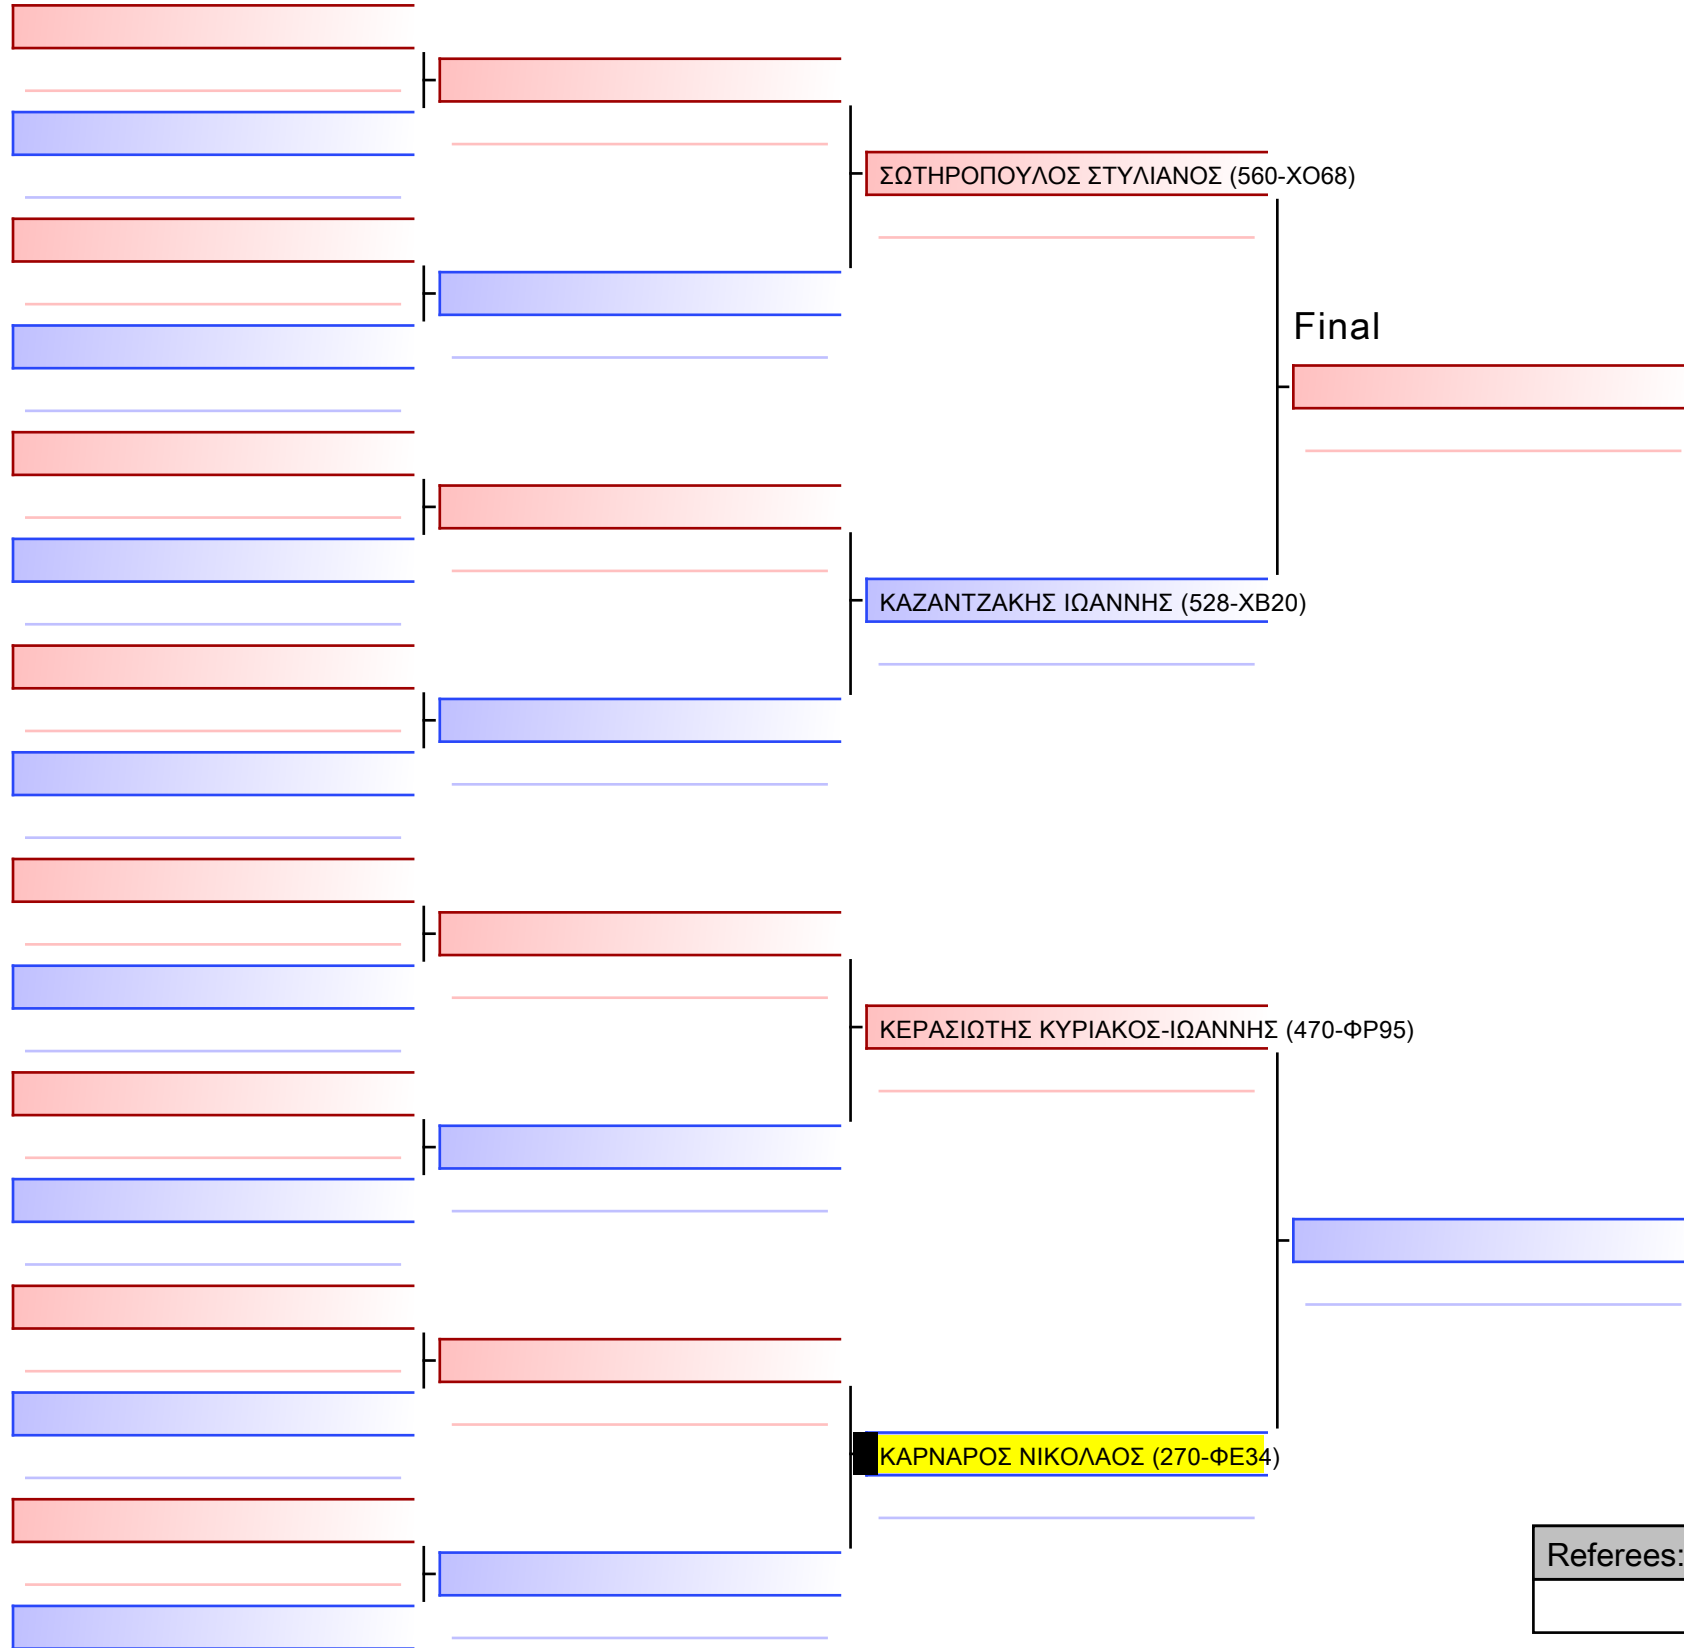 ΣΩΤΗΡΟΠΟΥΛΟΣ ΣΤΥΛΙΑΝΟΣ (560-ΧΟ68)
Final
ΚΑΖΑΝΤΖΑΚΗΣ ΙΩΑΝΝΗΣ (528-ΧΒ20)
ΚΕΡΑΣΙΩΤΗΣ ΚΥΡΙΑΚΟΣ-ΙΩΑΝΝΗΣ (470-ΦΡ95)
ΚΑΡΝΑΡΟΣ ΝΙΚΟΛΑΟΣ (270-ΦΕ34)
Referees: